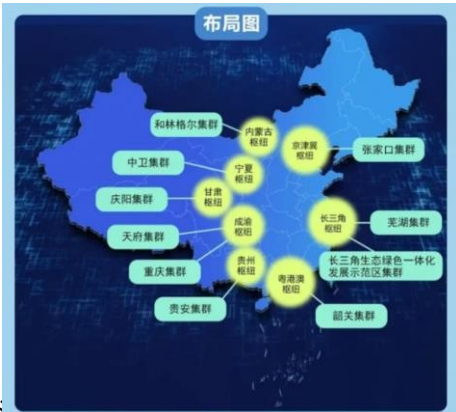 布局图
和林格尔集群
内蒙古
枢纽
京津冀
枢纽
张家口集群
中卫集群
宁夏
枢纽
庆阳集群
甘肃
枢纽
天府集群
成渝
枢纽
长三角
枢纽
芜湖集群
重庆集群
贵州
枢纽
长三角生态绿色一体化
发展示范区集群
粤港澳
枢纽
贵安集群
韶关集群